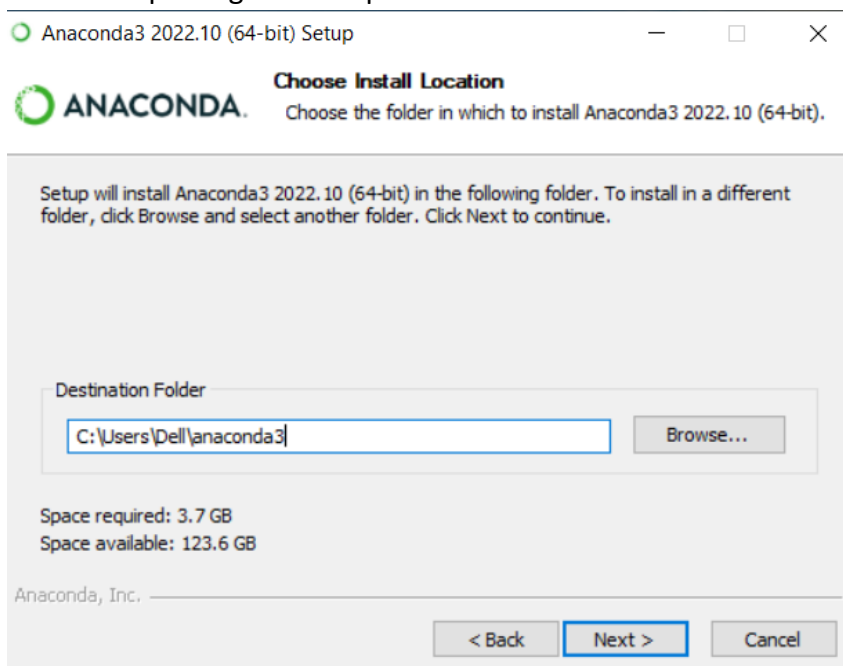 Anaconda3 2022.10 (64-bit) Setup
Choose Install Location
ANACONDA.
Choose the folder in which to install Anaconda3 2022.10 (64-bit).
Setup will install Anaconda3 2022.10 (64-bit) in the following folder. To install in a different
folder, click Browse and select another folder. Click Next to continue.
Destination Folder
C:\Users\Dell\anaconda3
Browse...
Space required: 3.7 GB
Space available: 123.6 GB
Anaconda, Inc.
< Back
Next >
Cancel